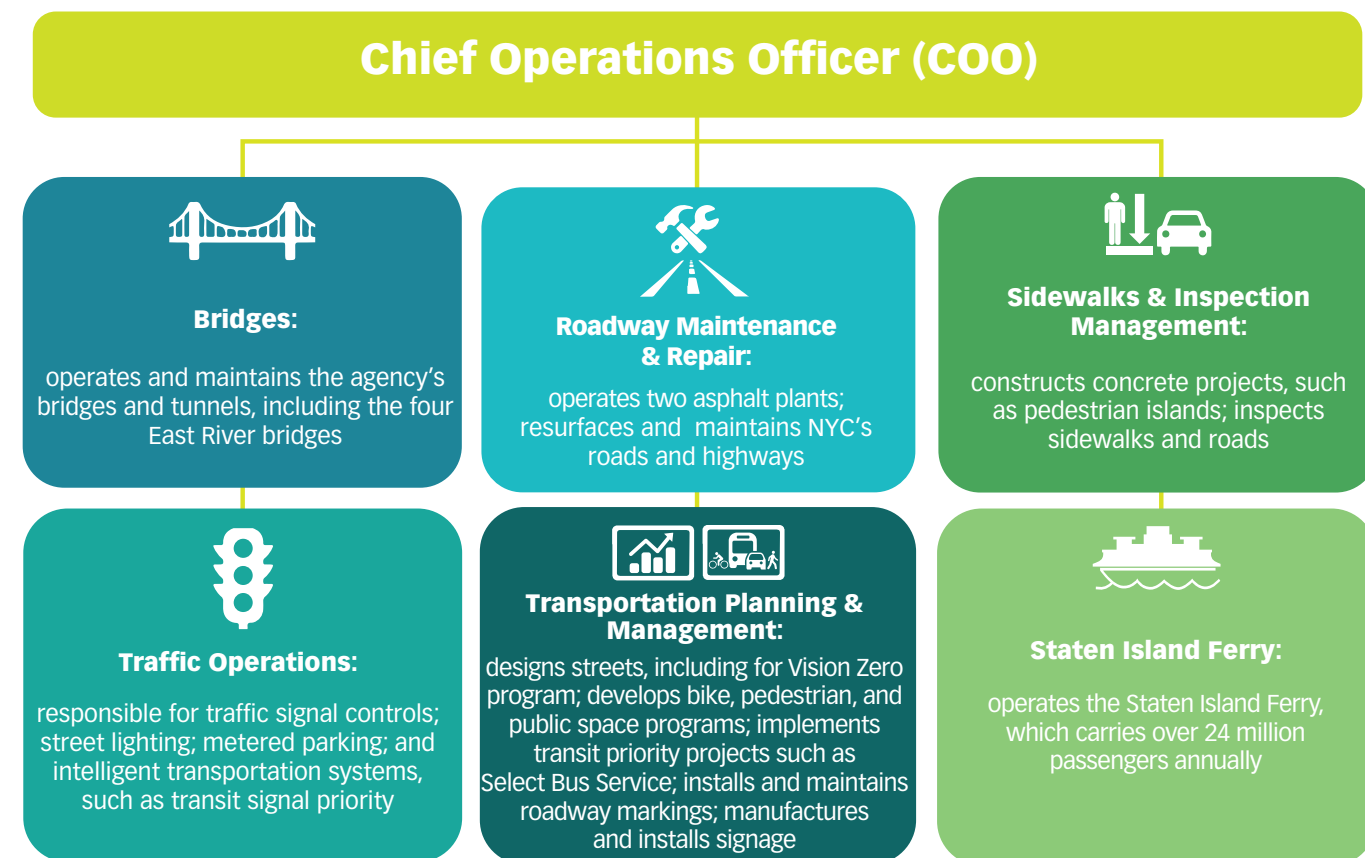 Chief Operations Officer (COO)
Bridges:
operates and maintains the agency's
bridges and tunnels, including the four
East River bridges
Roadway Maintenance
& Repair:
operates two asphalt plants;
resurfaces and maintains NYC's
roads and highways
Sidewalks & Inspection
Management:
constructs concrete projects, such
as pedestrian islands; inspects
sidewalks and roads
Traffic Operations:
responsible for traffic signal controls;
street lighting; metered parking; and
intelligent transportation systems,
such as transit signal priority
Transportation Planning &
Management:
designs streets, including for Vision Zero
program; develops bike, pedestrian, and
public space programs; implements
transit priority projects such as
Select Bus Service; installs and maintains
roadway markings; manufactures
and installs signage
Staten Island Ferry:
operates the Staten Island Ferry,
which carries over 24 million
passengers annually